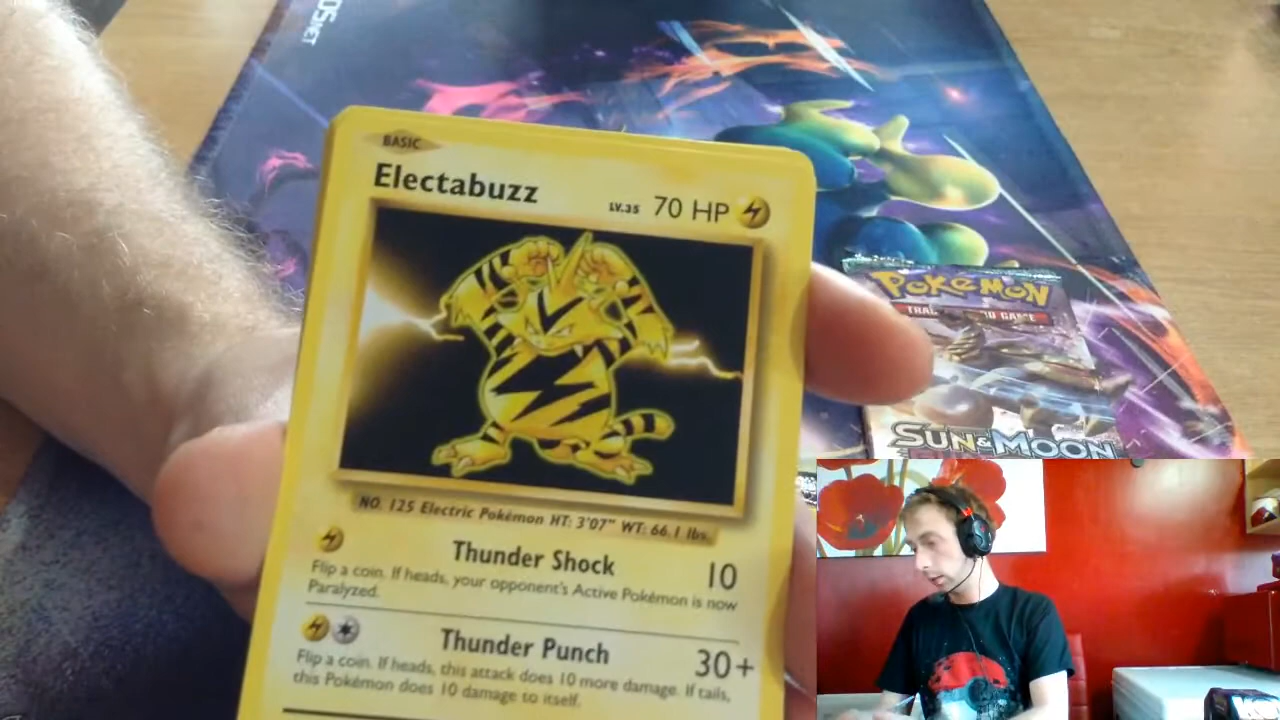 BASIC
Electabuzz
LV.35 70 HP
NO. 125 Electric Pokémon HT: 3'07" WT: 66.1 lbs.
Thunder Shock 10
Flip a coin. If heads, your opponent's Active Pokémon is now
Paralyzed.
Thunder Punch 30+
Flip a coin. If heads, this attack does 10 more damage. If tails,
this Pokémon does 10 damage to itself.
POKéMON
SUN & MOON